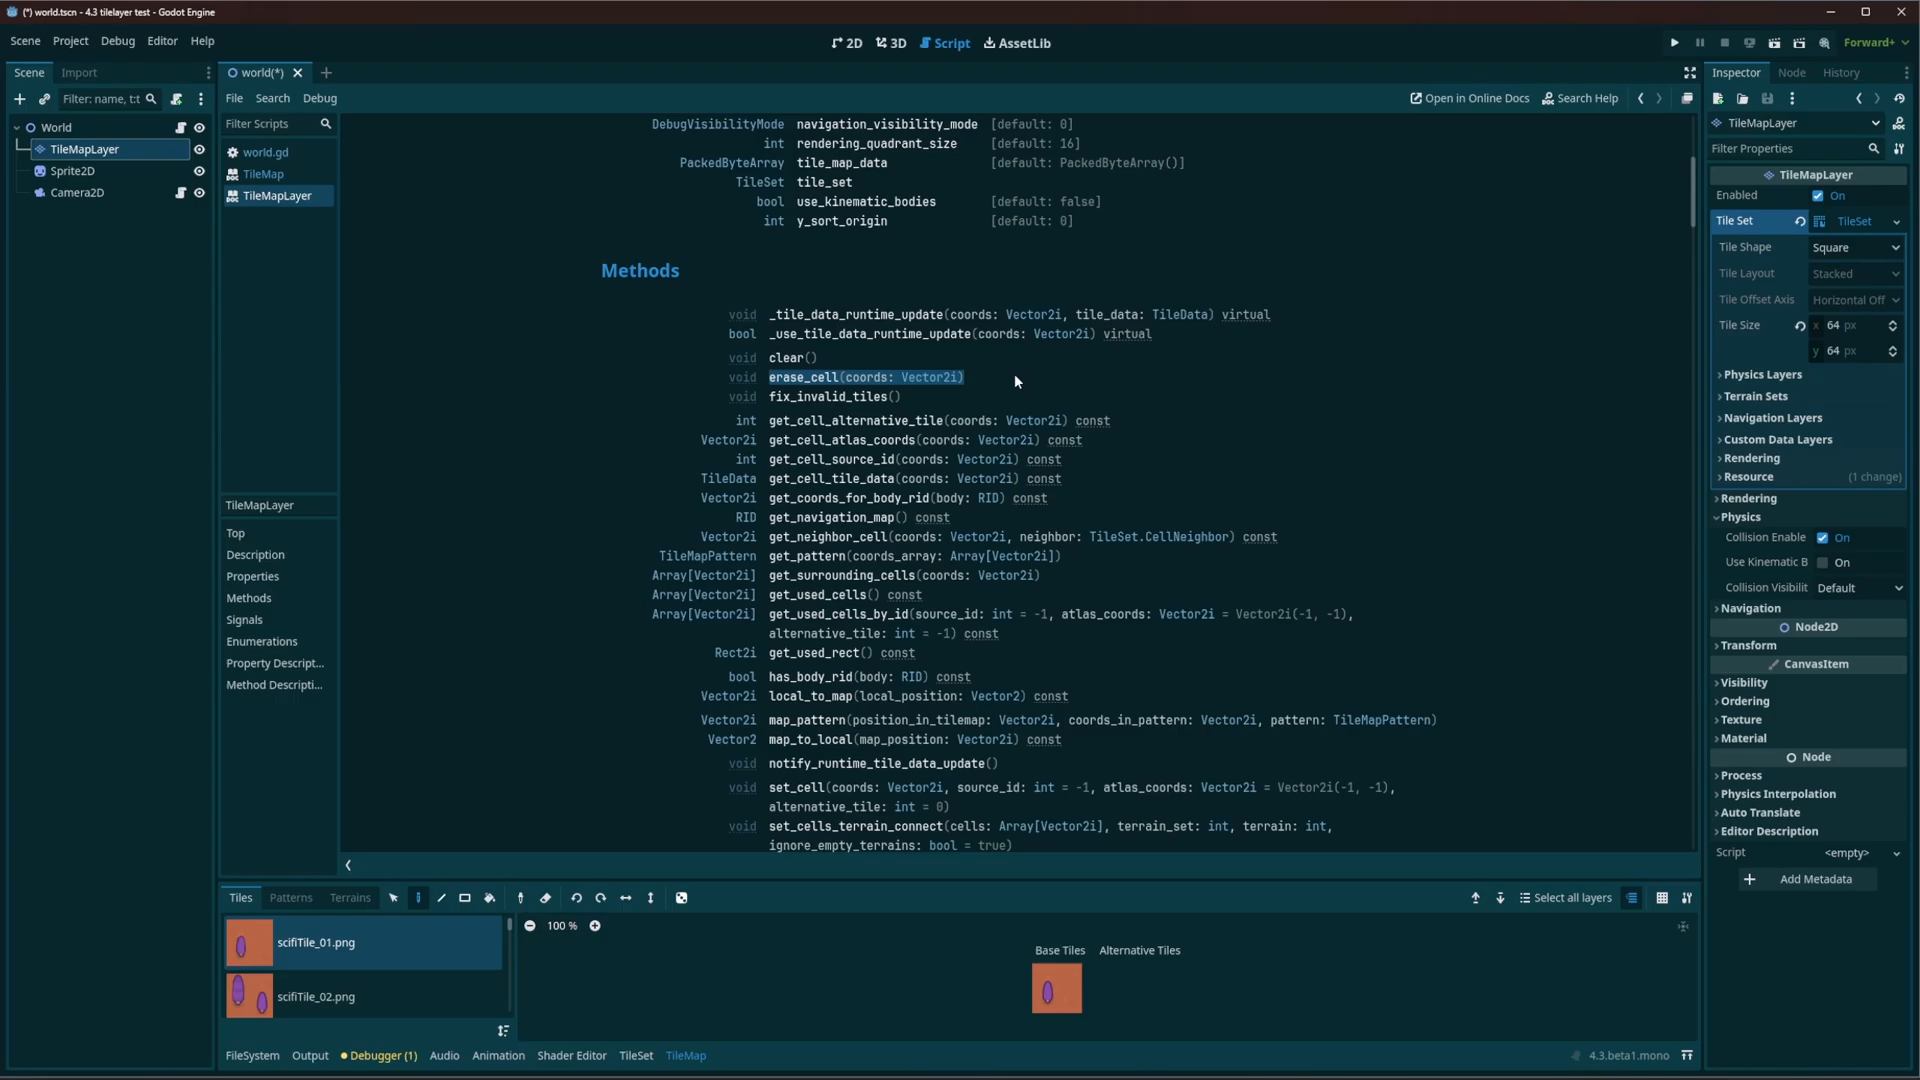 (*) world.tscn - 4.3 tilelayer test - Godot Engine
Scene Project Debug Editor Help
2D 3D Script AssetLib
Forward+
Scene Import
world(*)
Inspector Node History
Filter: name, t:t
File Search Debug
Open in Online Docs Search Help
World
TileMapLayer
Sprite2D
Camera2D
Filter Scripts
world.gd
TileMap
TileMapLayer
TileMapLayer
Top
Description
Properties
Methods
Signals
Enumerations
Property Descript...
Method Descripti...
DebugVisibilityMode navigation_visibility_mode [default: 0]
int rendering_quadrant_size [default: 16]
PackedByteArray tile_map_data [default: PackedByteArray()]
TileSet tile_set
bool use_kinematic_bodies [default: false]
int y_sort_origin [default: 0]
Methods
void _tile_data_runtime_update(coords: Vector2i, tile_data: TileData) virtual
bool _use_tile_data_runtime_update(coords: Vector2i) virtual
void clear()
void erase_cell(coords: Vector2i)
void fix_invalid_tiles()
int get_cell_alternative_tile(coords: Vector2i) const
Vector2i get_cell_atlas_coords(coords: Vector2i) const
int get_cell_source_id(coords: Vector2i) const
TileData get_cell_tile_data(coords: Vector2i) const
Vector2i get_coords_for_body_rid(body: RID) const
RID get_navigation_map() const
Vector2i get_neighbor_cell(coords: Vector2i, neighbor: TileSet.CellNeighbor) const
TileMapPattern get_pattern(coords_array: Array[Vector2i])
Array[Vector2i] get_surrounding_cells(coords: Vector2i)
Array[Vector2i] get_used_cells() const
Array[Vector2i] get_used_cells_by_id(source_id: int = -1, atlas_coords: Vector2i = Vector2i(-1, -1),
alternative_tile: int = -1) const
Rect2i get_used_rect() const
bool has_body_rid(body: RID) const
Vector2i local_to_map(local_position: Vector2) const
Vector2i map_pattern(position_in_tilemap: Vector2i, coords_in_pattern: Vector2i, pattern: TileMapPattern)
Vector2 map_to_local(map_position: Vector2i) const
void notify_runtime_tile_data_update()
void set_cell(coords: Vector2i, source_id: int = -1, atlas_coords: Vector2i = Vector2i(-1, -1),
alternative_tile: int = 0)
void set_cells_terrain_connect(cells: Array[Vector2i], terrain_set: int, terrain: int,
ignore_empty_terrains: bool = true)
TileMapLayer
Filter Properties
TileMapLayer
Enabled On
Tile Set TileSet
Tile Shape Square
Tile Layout Stacked
Tile Offset Axis Horizontal Off
Tile Size x 64 px
y 64 px
Physics Layers
Terrain Sets
Navigation Layers
Custom Data Layers
Rendering
Resource (1 change)
Rendering
Physics
Collision Enable On
Use Kinematic B On
Collision Visibilit Default
Navigation
Node2D
Transform
CanvasItem
Visibility
Ordering
Texture
Material
Node
Process
Physics Interpolation
Auto Translate
Editor Description
Script <empty>
Add Metadata
Tiles Patterns Terrains
Select all layers
scifiTile_01.png
scifiTile_02.png
100 %
Base Tiles Alternative Tiles
FileSystem Output Debugger (1) Audio Animation Shader Editor TileSet TileMap
4.3.beta1.mono